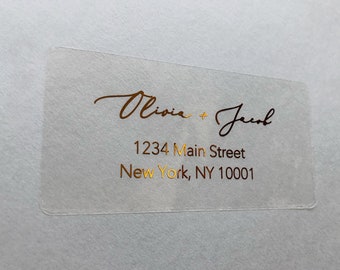 Olivia + Jacob
1234 Main Street
New York, NY 10001